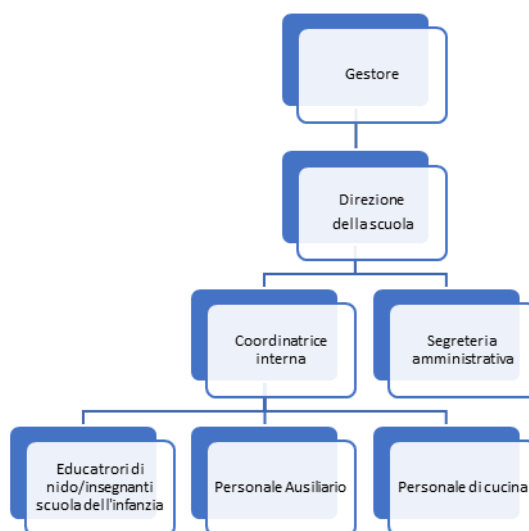 Gestore
Direzione
della scuola
Coordinatrice
interna
Segreteria
amministrativa
Educatrori di
nido/insegnanti
scuola dell'infanzia
Personale Ausiliario
Personale di cucina